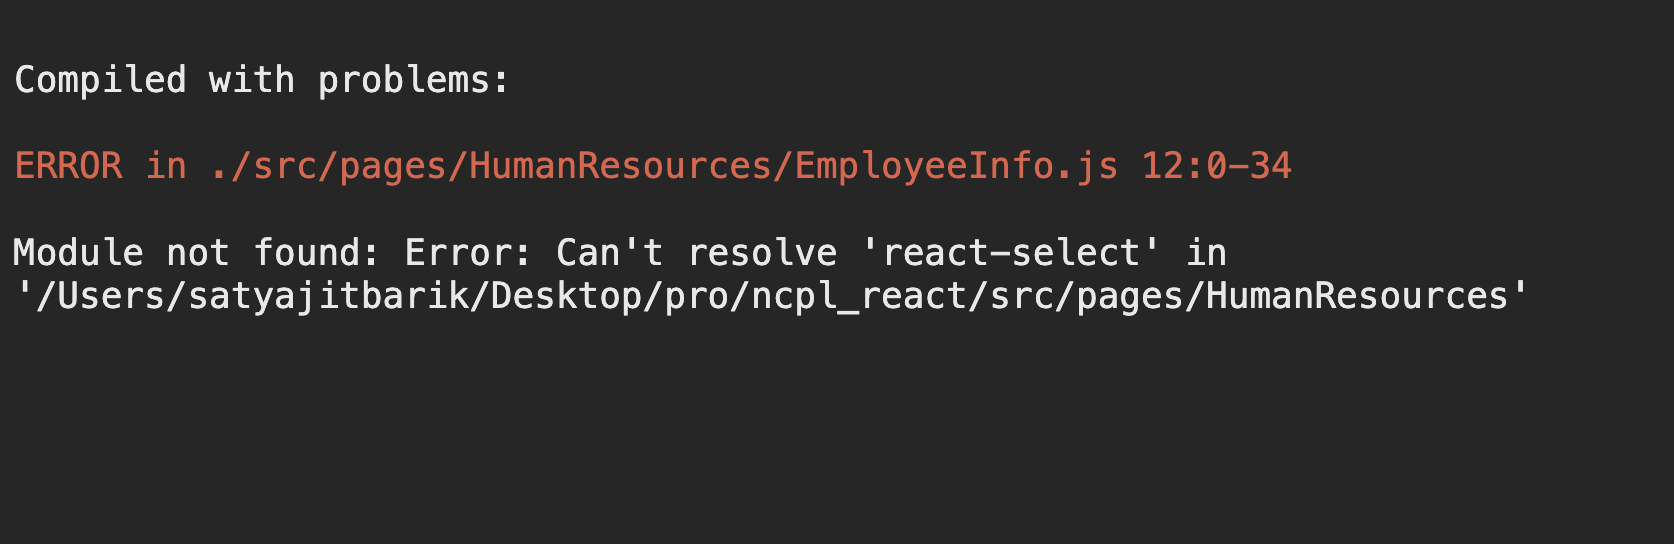 Compiled with problems:
ERROR in ./src/pages/HumanResources/EmployeeInfo.js 12:0-34
Module not found: Error: Can't resolve 'react-select' in
'/Users/satyajitbarik/Desktop/pro/ncpl_react/src/pages/HumanResources'